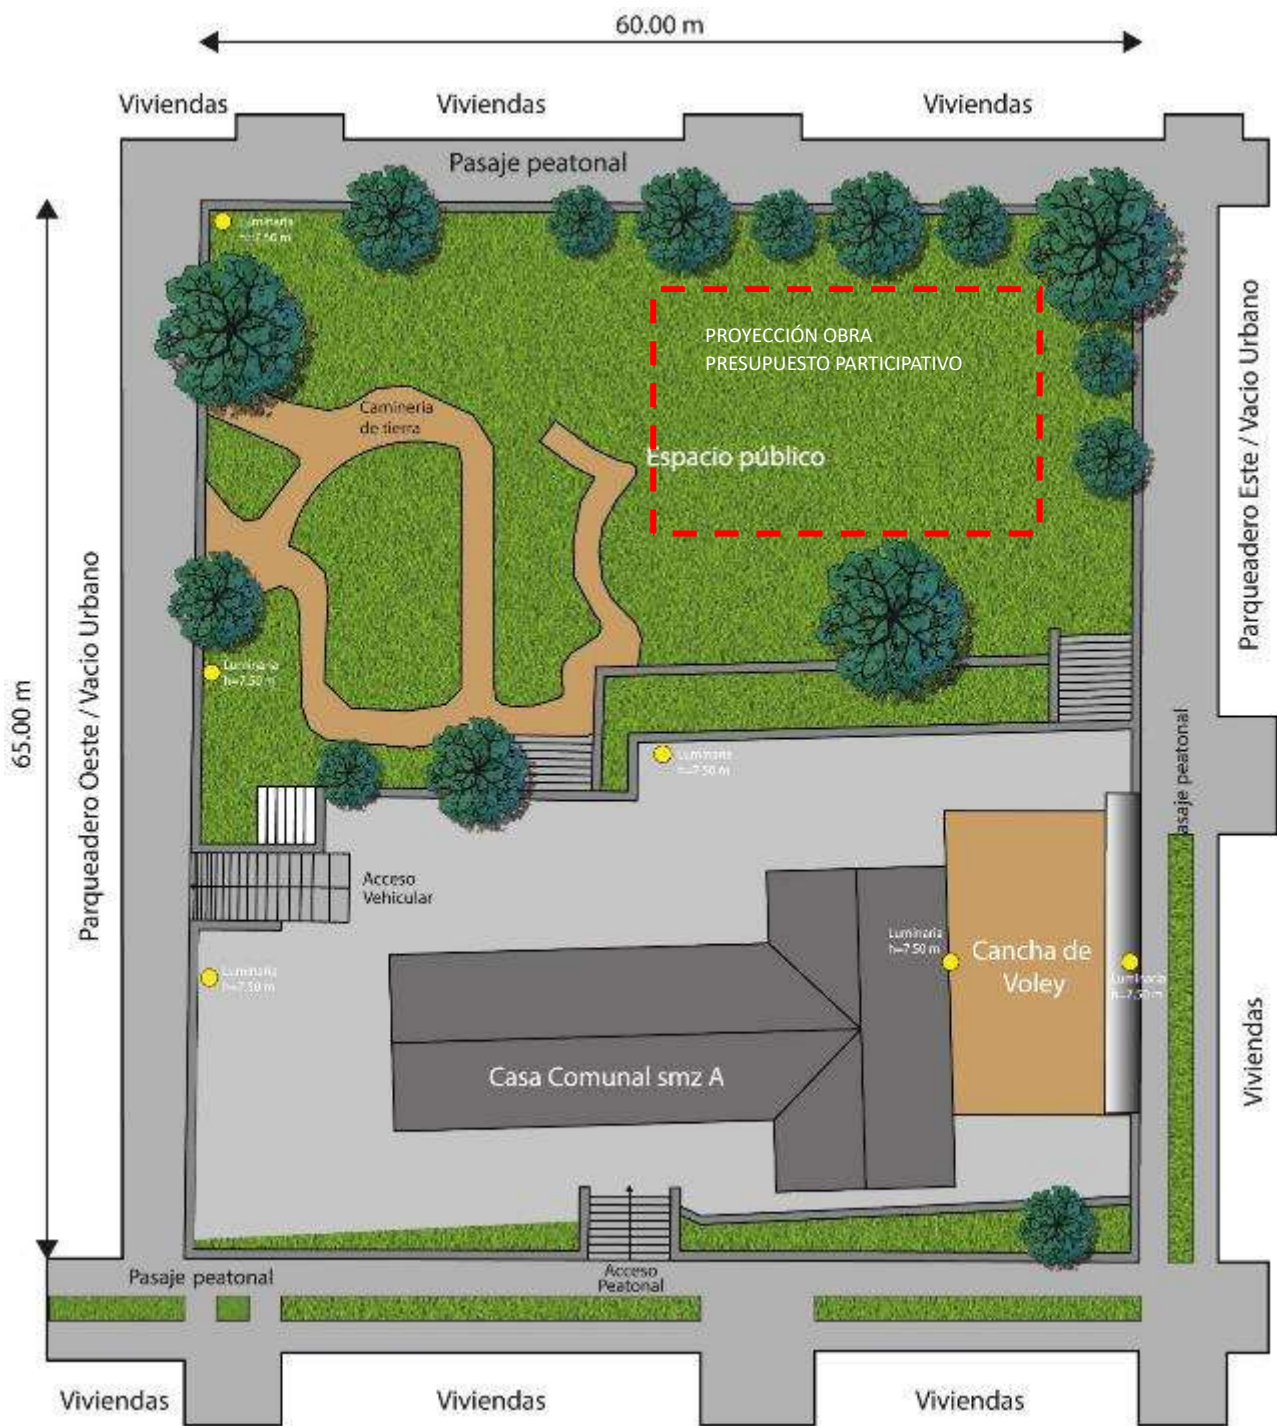 60.00 m
Viviendas
Viviendas
Viviendas
Pasaje peatonal
Luminaria
h=7.50 m
PROYECCIÓN OBRA
PRESUPUESTO PARTICIPATIVO
Caminería
de tierra
Espacio público
Parqueadero Este / Vacio Urbano
Parqueadero Oeste / Vacio Urbano
65.00 m
Luminaria
h=7.50 m
Luminaria
h=7.50 m
asaje peatonal
Acceso
Vehicular
Luminaria
h=7.50 m
Luminaria
h=7.50 m
Cancha de
Voley
Luminaria
h=7.50 m
Casa Comunal smz A
Viviendas
Pasaje peatonal
Acceso
Peatonal
Viviendas
Viviendas
Viviendas